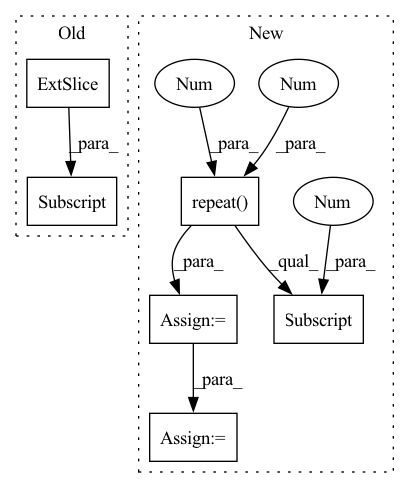 Old
New
ExtSlice
Num
Num
_para_
_para_
_para_
Subscript
repeat()
Num
_para_
_qual_
_para_
Assign:=
Subscript
_para_
Assign:=